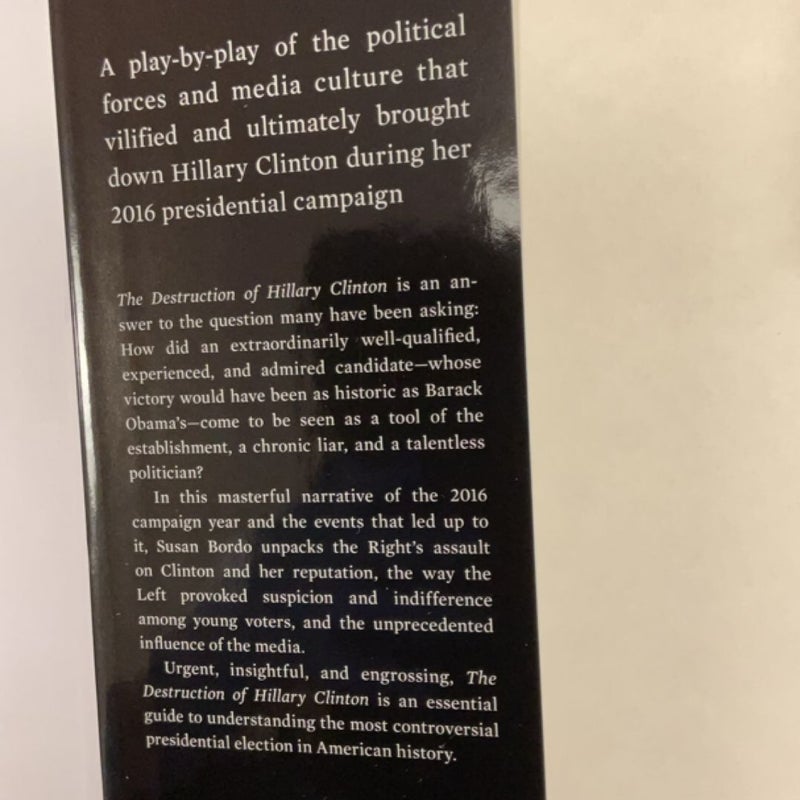 A play-by-play of the political
forces and media culture that
vilified and ultimately brought
down Hillary Clinton during her
2016 presidential campaign
The Destruction of Hillary Clinton is an an-
swer to the question many have been asking:
How did an extraordinarily well-qualified,
experienced, and admired candidate—whose
victory would have been as historic as Barack
Obama's—come to be seen as a tool of the
establishment, a chronic liar, and a talentless
politician?
In this masterful narrative of the 2016
campaign year and the events that led up to
it, Susan Bordo unpacks the Right's assault
on Clinton and her reputation, the way the
Left provoked suspicion and indifference
among young voters, and the unprecedented
influence of the media.
Urgent, insightful, and engrossing, The
Destruction of Hillary Clinton is an essential
guide to understanding the most controversial
presidential election in American history.